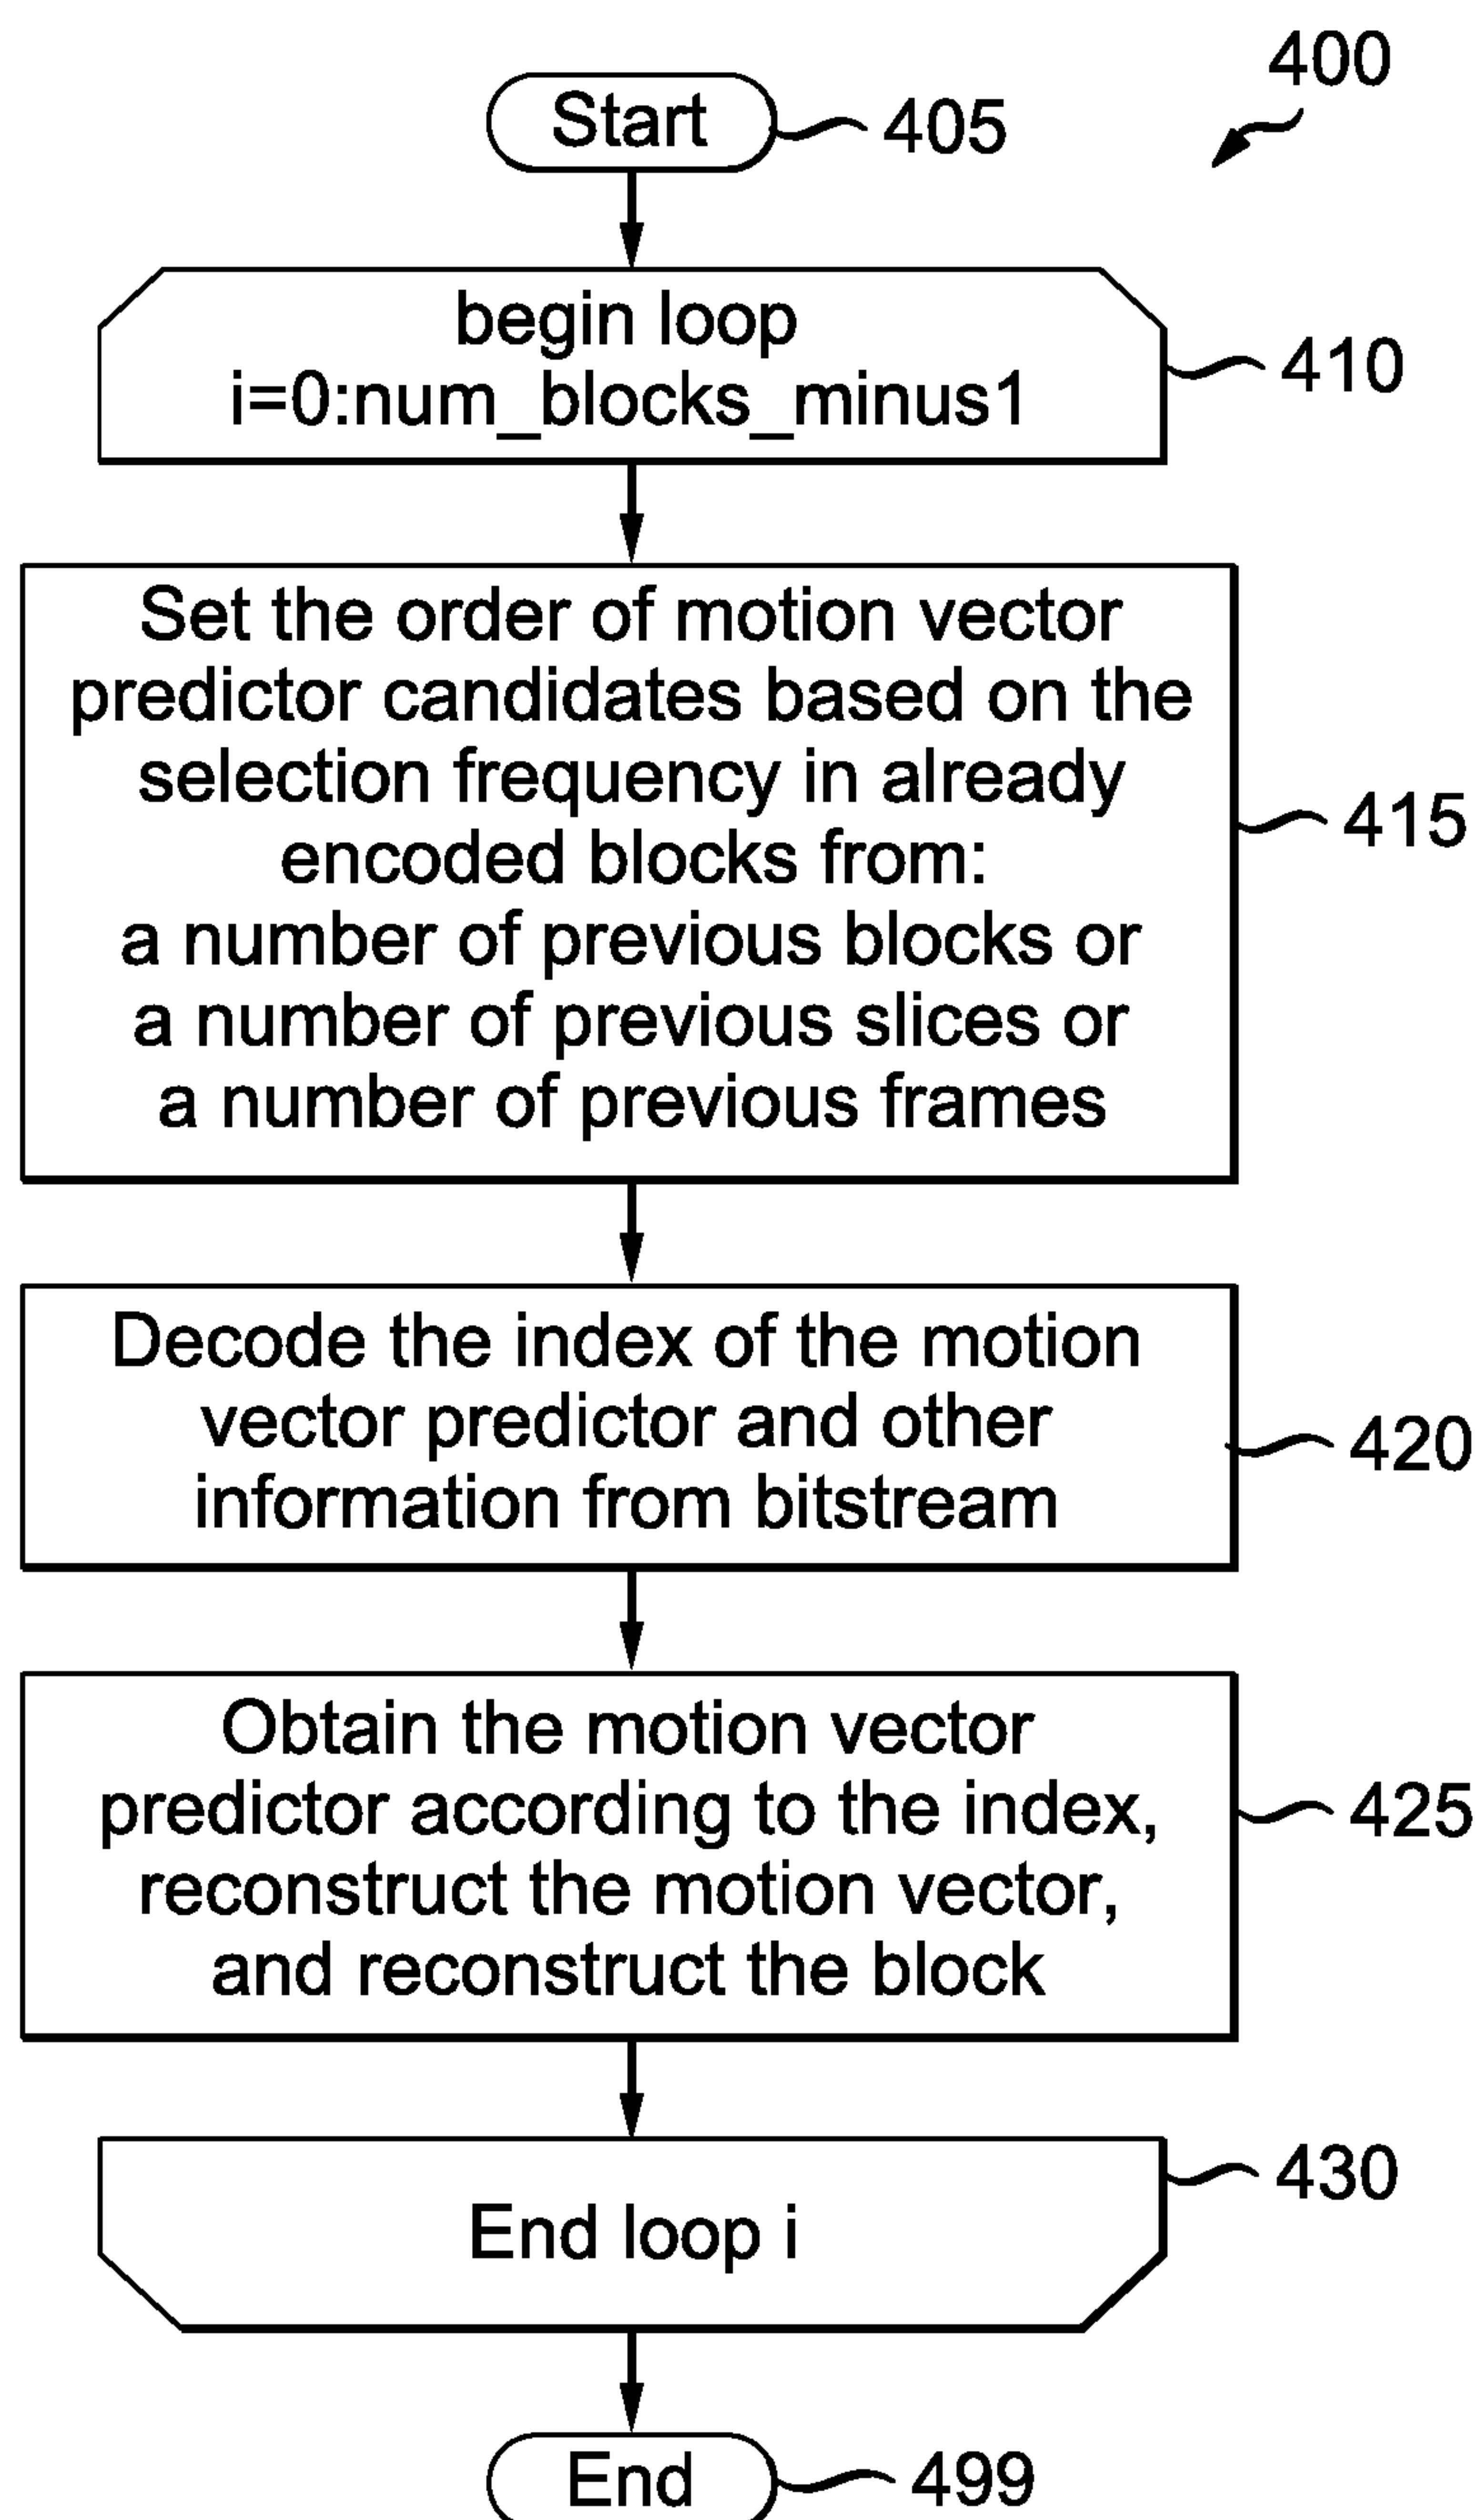 400
Start
405
begin loop
i=0:num_blocks_minus1
410
Set the order of motion vector
predictor candidates based on the
selection frequency in already
encoded blocks from:
a number of previous blocks or
a number of previous slices or
a number of previous frames
415
Decode the index of the motion
vector predictor and other
information from bitstream
420
Obtain the motion vector
predictor according to the index,
reconstruct the motion vector,
and reconstruct the block
425
End loop i
430
End
499